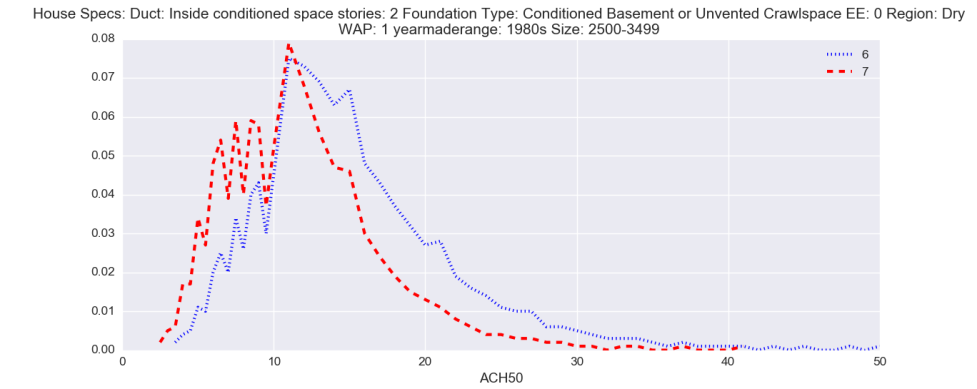 House Specs: Duct: Inside conditioned space stories: 2 Foundation Type: Conditioned Basement or Unvented Crawlspace EE: 0 Region: Dry
WAP: 1 yearmaderange: 1980s Size: 2500-3499
0.08
0.07
0.06
0.05
0.04
0.03
0.02
0.01
0.00
6
7
0 10 20 30 40 50
ACH50